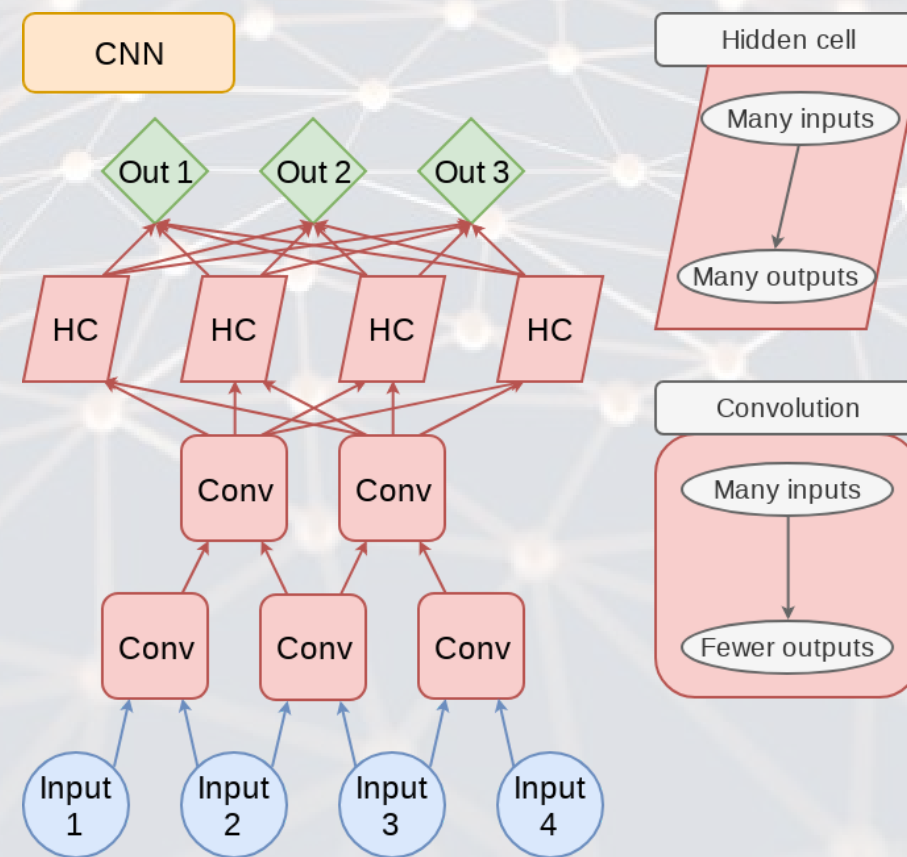 CNN
Out 1
Out 2
Out 3
HC
HC
HC
HC
Conv
Conv
Conv
Conv
Conv
Input
1
Input
2
Input
3
Input
4
Hidden cell
Many inputs
Many outputs
Convolution
Many inputs
Fewer outputs